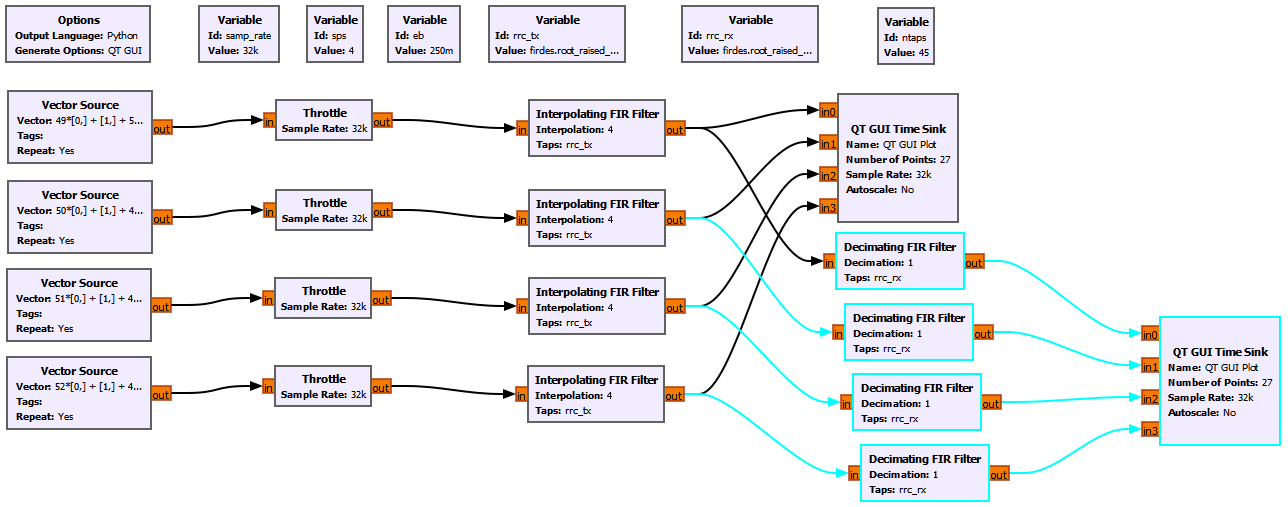 Options
Output Language: Python
Generate Options: QT GUI
Variable
Id: samp_rate
Value: 32k
Variable
Id: sps
Value: 4
Variable
Id: eb
Value: 250m
Variable
Id: rrc_tx
Value: firdes.root_raised_...
Variable
Id: rrc_rx
Value: firdes.root_raised_...
Variable
Id: ntaps
Value: 45
Vector Source
Vector: 49*[0,] + [1,] + 5...
Tags:
Repeat: Yes
out
in
Throttle
Sample Rate: 32k
out
in
Interpolating FIR Filter
Interpolation: 4
Taps: rrc_tx
out
Vector Source
Vector: 50*[0,] + [1,] + 4...
Tags:
Repeat: Yes
out
in
Throttle
Sample Rate: 32k
out
in
Interpolating FIR Filter
Interpolation: 4
Taps: rrc_tx
out
Vector Source
Vector: 51*[0,] + [1,] + 4...
Tags:
Repeat: Yes
out
in
Throttle
Sample Rate: 32k
out
in
Interpolating FIR Filter
Interpolation: 4
Taps: rrc_tx
out
Vector Source
Vector: 52*[0,] + [1,] + 4...
Tags:
Repeat: Yes
out
in
Throttle
Sample Rate: 32k
out
in
Interpolating FIR Filter
Interpolation: 4
Taps: rrc_tx
out
in0
in1
in2
in3
QT GUI Time Sink
Name: QT GUI Plot
Number of Points: 27
Sample Rate: 32k
Autoscale: No
in
Decimating FIR Filter
Decimation: 1
Taps: rrc_rx
out
in
Decimating FIR Filter
Decimation: 1
Taps: rrc_rx
out
in
Decimating FIR Filter
Decimation: 1
Taps: rrc_rx
out
in
Decimating FIR Filter
Decimation: 1
Taps: rrc_rx
out
in0
in1
in2
in3
QT GUI Time Sink
Name: QT GUI Plot
Number of Points: 27
Sample Rate: 32k
Autoscale: No